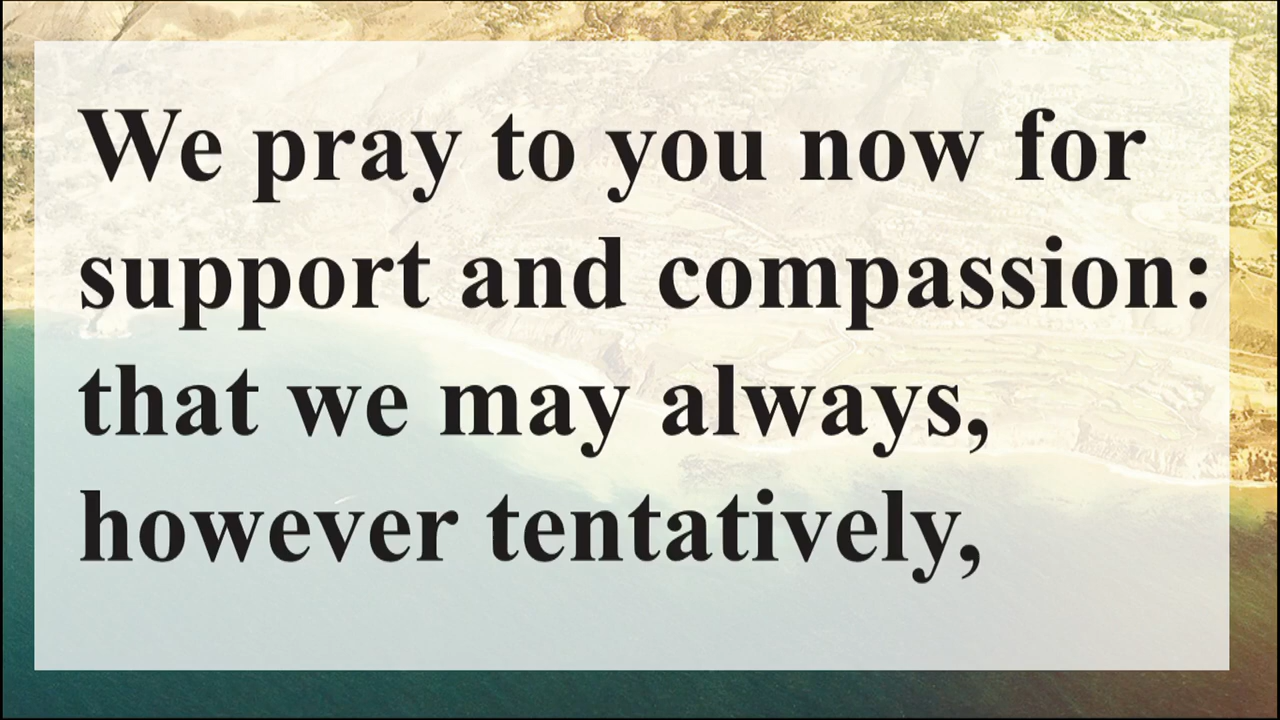 We pray to you now for
support and compassion:
that we may always,
however tentatively,